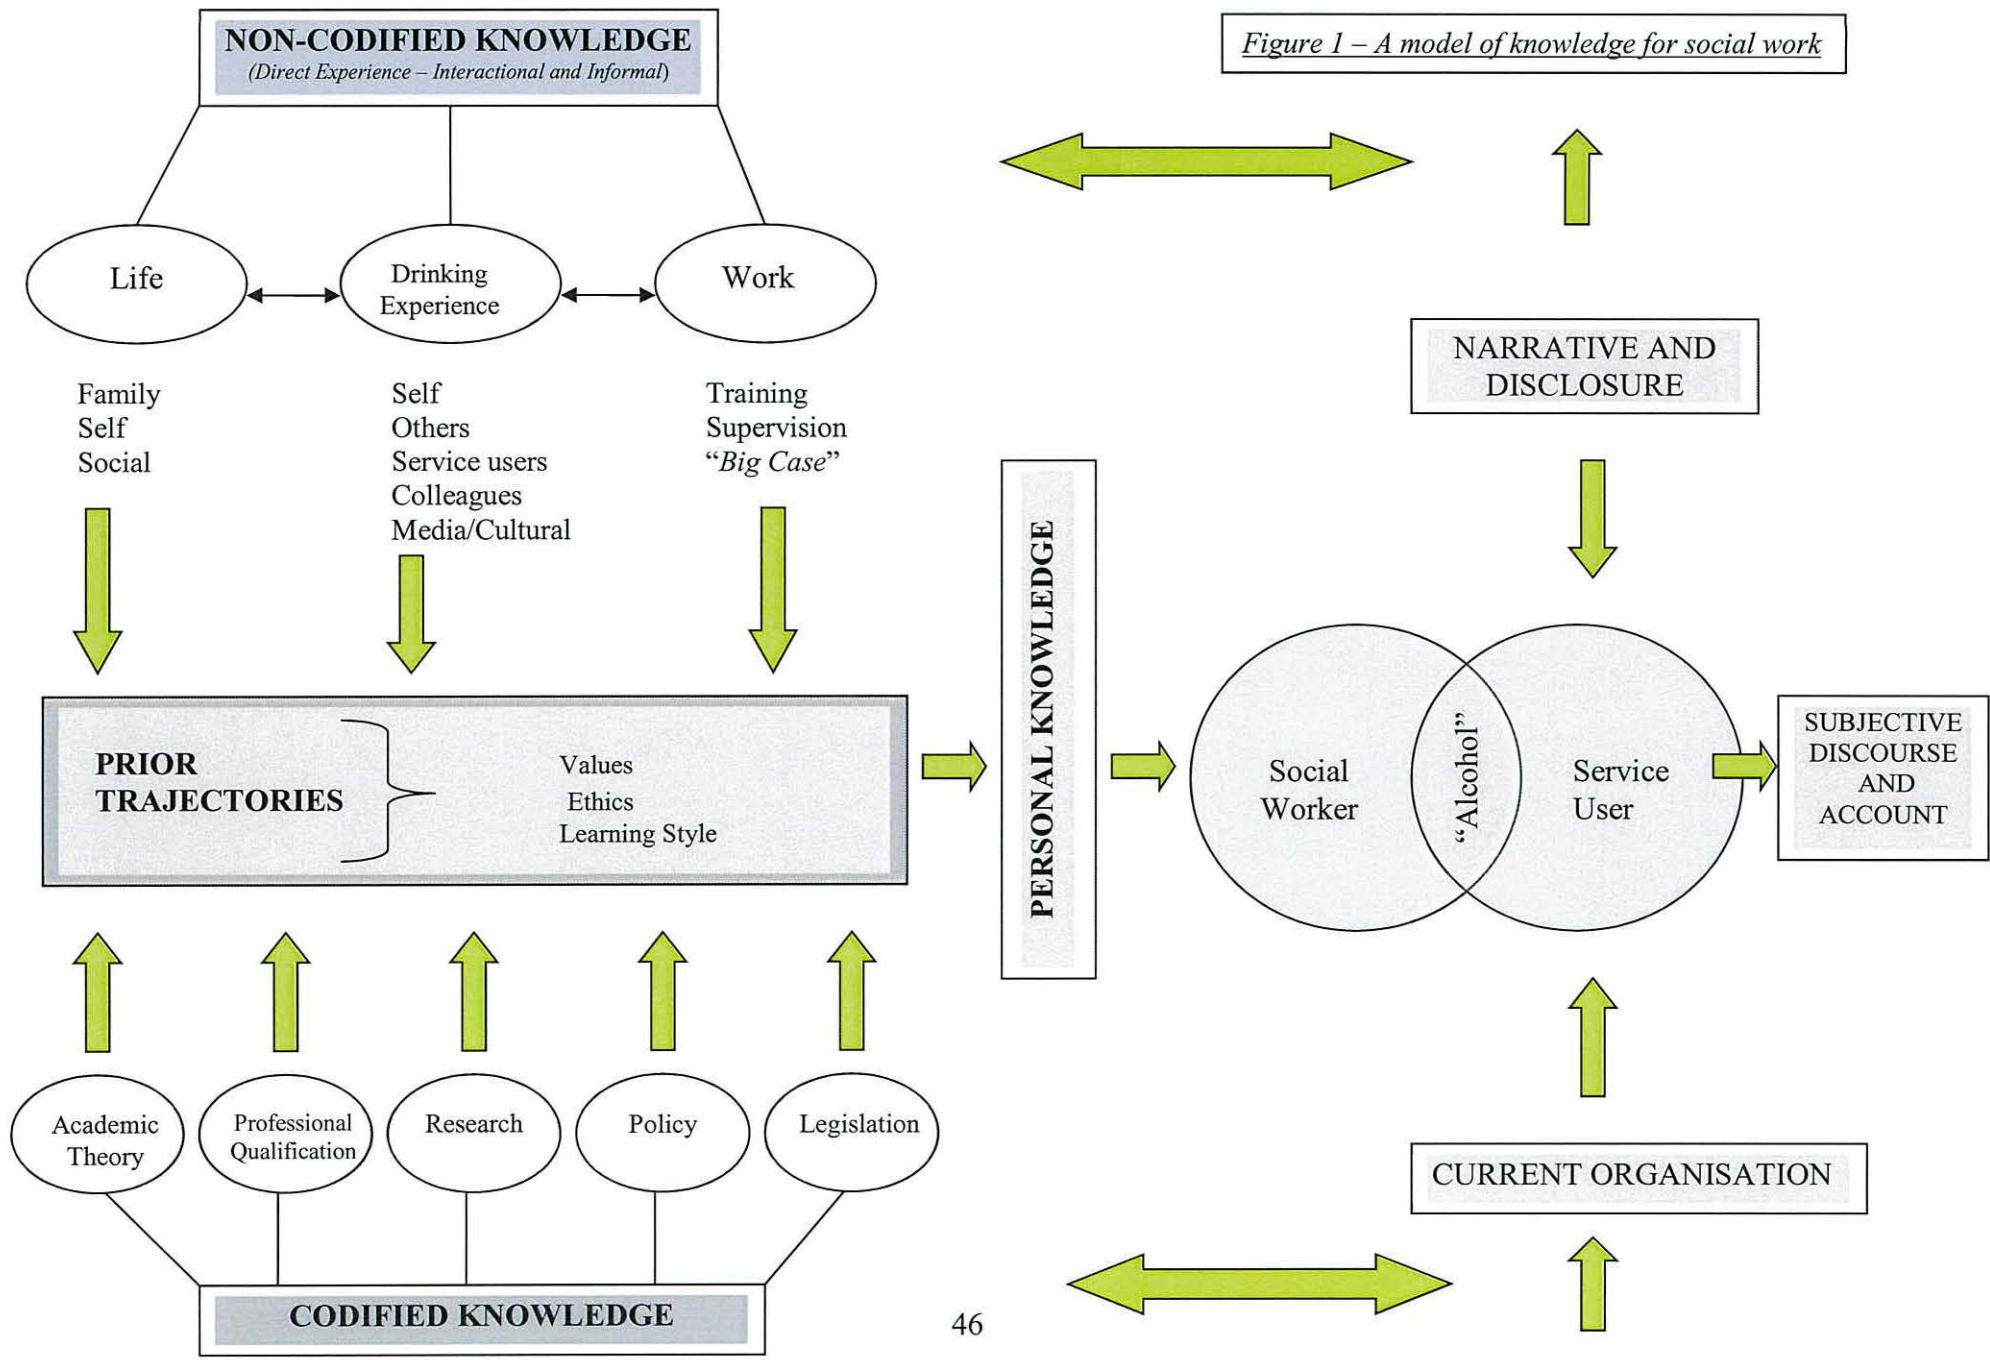 NON-CODIFIED KNOWLEDGE
(Direct Experience – Interactional and Informal)
Figure 1 – A model of knowledge for social work
Life
Drinking
Experience
Work
Family
Self
Social
Self
Others
Service users
Colleagues
Media/Cultural
Training
Supervision
“Big Case”
NARRATIVE AND
DISCLOSURE
PRIOR
TRAJECTORIES
Values
Ethics
Learning Style
PERSONAL KNOWLEDGE
Social
Worker
“Alcohol”
Service
User
SUBJECTIVE
DISCOURSE
AND
ACCOUNT
Academic
Theory
Professional
Qualification
Research
Policy
Legislation
CURRENT ORGANISATION
CODIFIED KNOWLEDGE
46